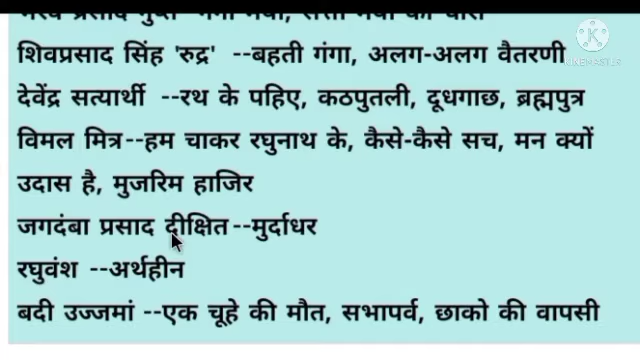 शिवप्रसाद सिंह 'रुद्र' --बहती गंगा, अलग-अलग वैतरणी
देवेंद्र सत्यार्थी --रथ के पहिए, कठपुतली, दूधगाछ, ब्रह्मपुत्र
विमल मित्र--हम चाकर रघुनाथ के, कैसे-कैसे सच, मन क्यों
उदास है, मुजरिम हाजिर
जगदंबा प्रसाद दीक्षित--मुर्दाधर
रघुवंश --अर्थहीन
बदी उज्जमां --एक चूहे की मौत, सभापर्व, छाको की वापसी
KINEMASTER